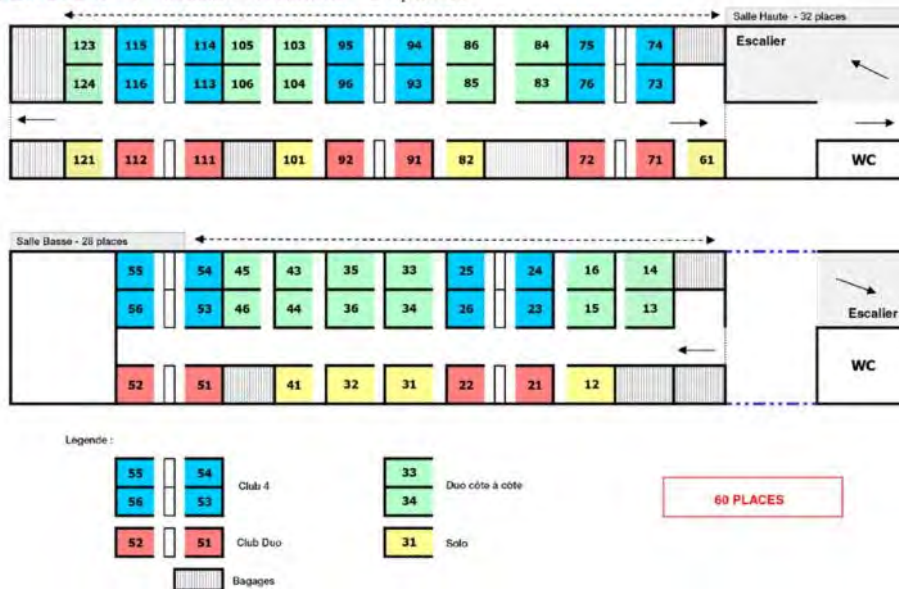 Salle Haute - 32 places
123 115 114 105 103 95 94 86 84 75 74 Escalier
124 116 113 106 104 96 93 85 83 76 73
121 112 111 101 92 91 82 72 71 61 WC
Salle Basse - 28 places
55 54 45 43 35 33 25 24 16 14
56 53 46 44 36 34 26 23 15 13 Escalier
52 51 41 32 31 22 21 12 WC
Légende :
55 54 33
Club 4 Duo côte à côte
56 53 34
60 PLACES
52 51 Club Duo 31 Solo
Bagages